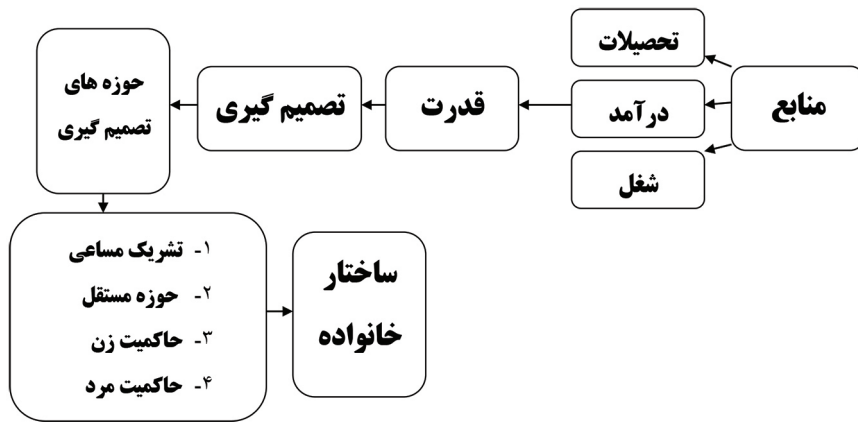 منابع
تحصیلات
درآمد
شغل
قدرت
تصمیم گیری
حوزه های
تصمیم گیری
۱- تشریک مساعی
۲- حوزه مستقل
۳- حاکمیت زن
۴- حاکمیت مرد
ساختار
خانواده